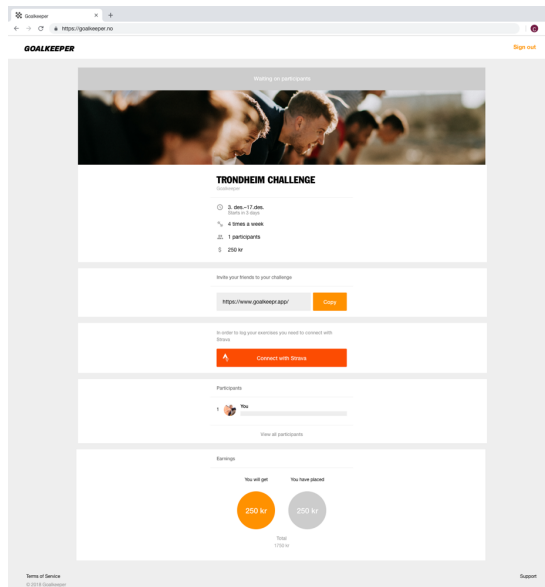 Goalkeeper
https://goalkeeper.no
GOALKEEPER
Sign out
Waiting on participants
TRONDHEIM CHALLENGE
Goalkeeper
3. des.–17.des.
Starts in 3 days
4 times a week
1 participants
250 kr
Invite your friends to your challenge
https://www.goalkeepr.app/
Copy
In order to log your exercises you need to connect with
Strava
Connect with Strava
Participants
You
View all participants
Earnings
You will get
You have placed
250 kr
250 kr
Total
1750 kr
Terms of Service
Support
© 2018 Goalkeeper